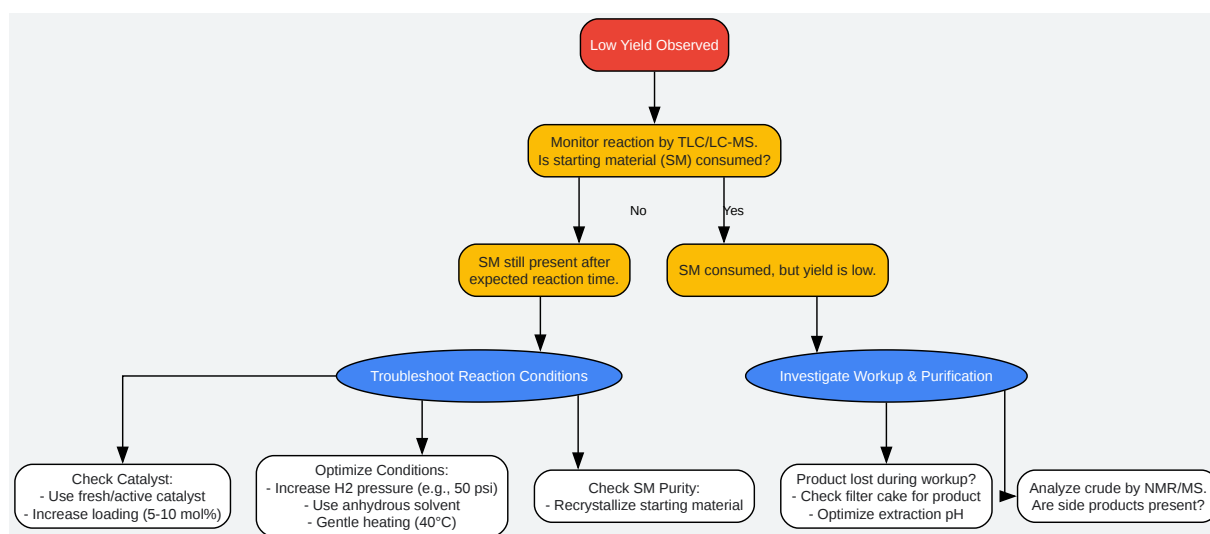 Low Yield Observed
Monitor reaction by TLC/LC-MS.
Is starting material (SM) consumed?
No
Yes
SM still present after
expected reaction time.
SM consumed, but yield is low.
Troubleshoot Reaction Conditions
Investigate Workup & Purification
Check Catalyst:
- Use fresh/active catalyst
- Increase loading (5-10 mol%)
Optimize Conditions:
- Increase H2 pressure (e.g., 50 psi)
- Use anhydrous solvent
- Gentle heating (40°C)
Check SM Purity:
- Recrystallize starting material
Product lost during workup?
- Check filter cake for product
- Optimize extraction pH
Analyze crude by NMR/MS.
Are side products present?